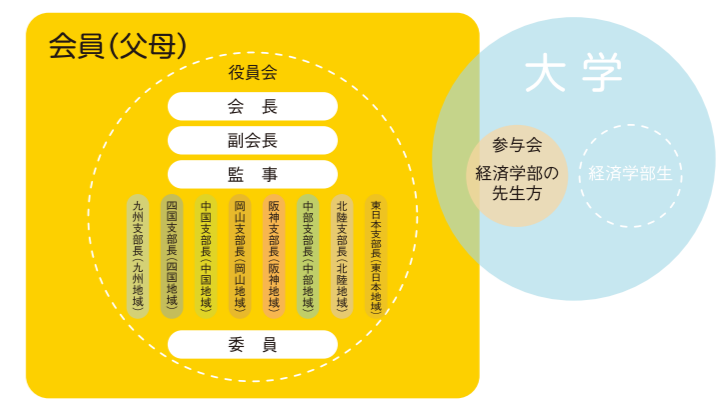 会員(父母)
役員会
会 長
副会長
監 事
九州支部長(九州地域)
四国支部長(四国地域)
中国支部長(中国地域)
岡山支部長(岡山地域)
阪神支部長(阪神地域)
中部支部長(中部地域)
北陸支部長(北陸地域)
東日本支部長(東日本地域)
委 員
大 学
参与会
経済学部の
先生方
経済学部生